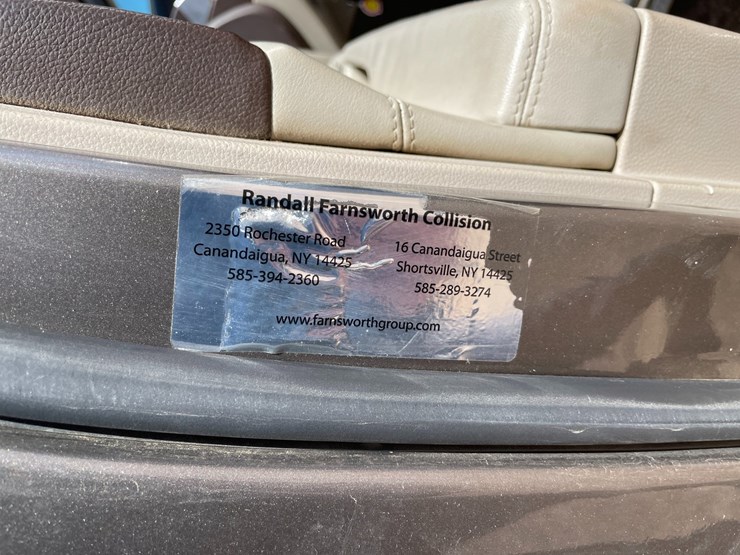 Randall Farnsworth Collision
2350 Rochester Road
Canandaigua, NY 14425
585-394-2360
16 Canandaigua Street
Shortsville, NY 14425
585-289-3274
www.farnsworthgroup.com